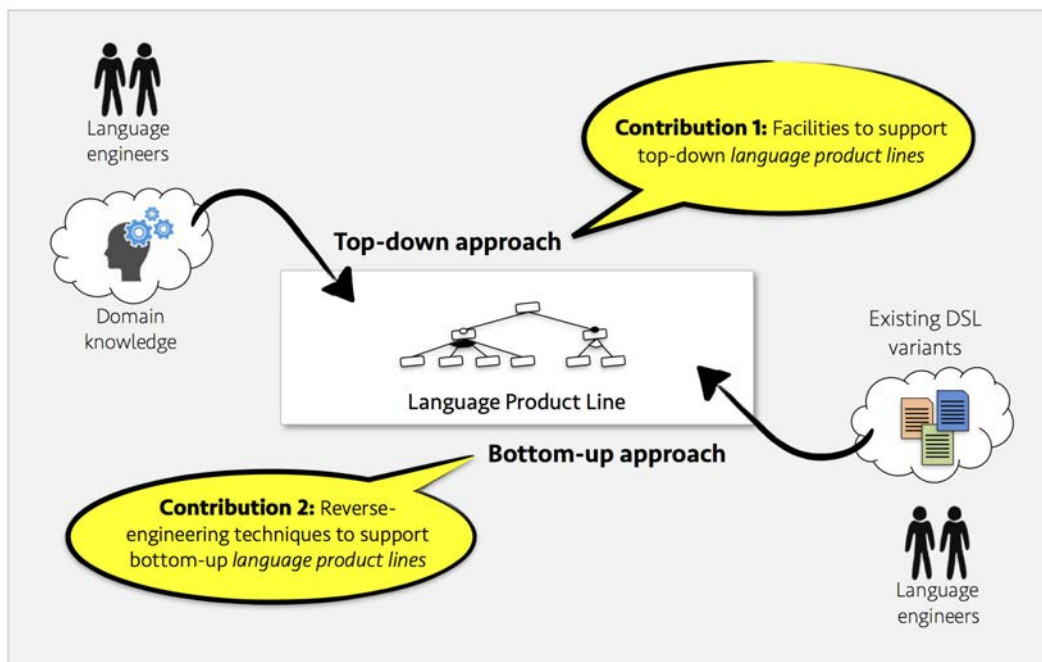 Language
engineers
Contribution 1: Facilities to support
top-down language product lines
Top-down approach
Domain
knowledge
Existing DSL
variants
Language Product Line
Bottom-up approach
Contribution 2: Reverse-
engineering techniques to support
bottom-up language product lines
Language
engineers